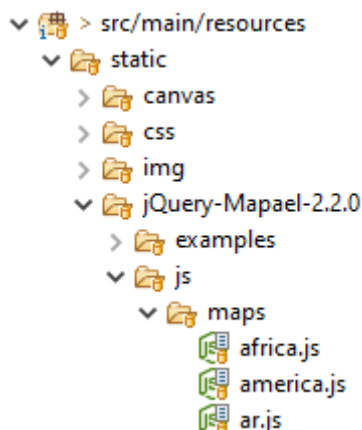 > src/main/resources
static
canvas
css
img
jQuery-Mapael-2.2.0
examples
js
maps
africa.js
america.js
ar.js